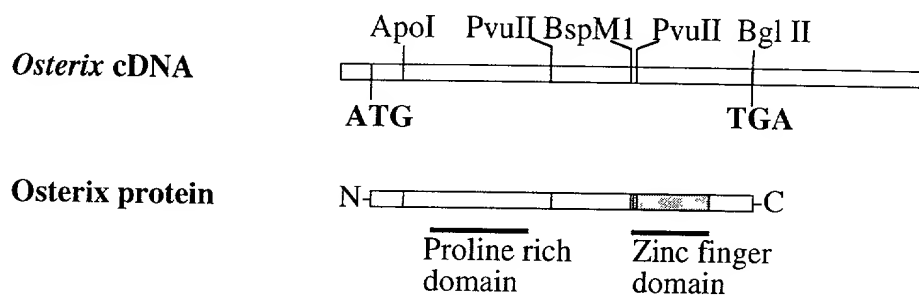 ApoI PvuII BspM1 PvuII Bgl II
Osterix cDNA
ATG TGA
Osterix protein N- -C
Proline rich Zinc finger
domain domain